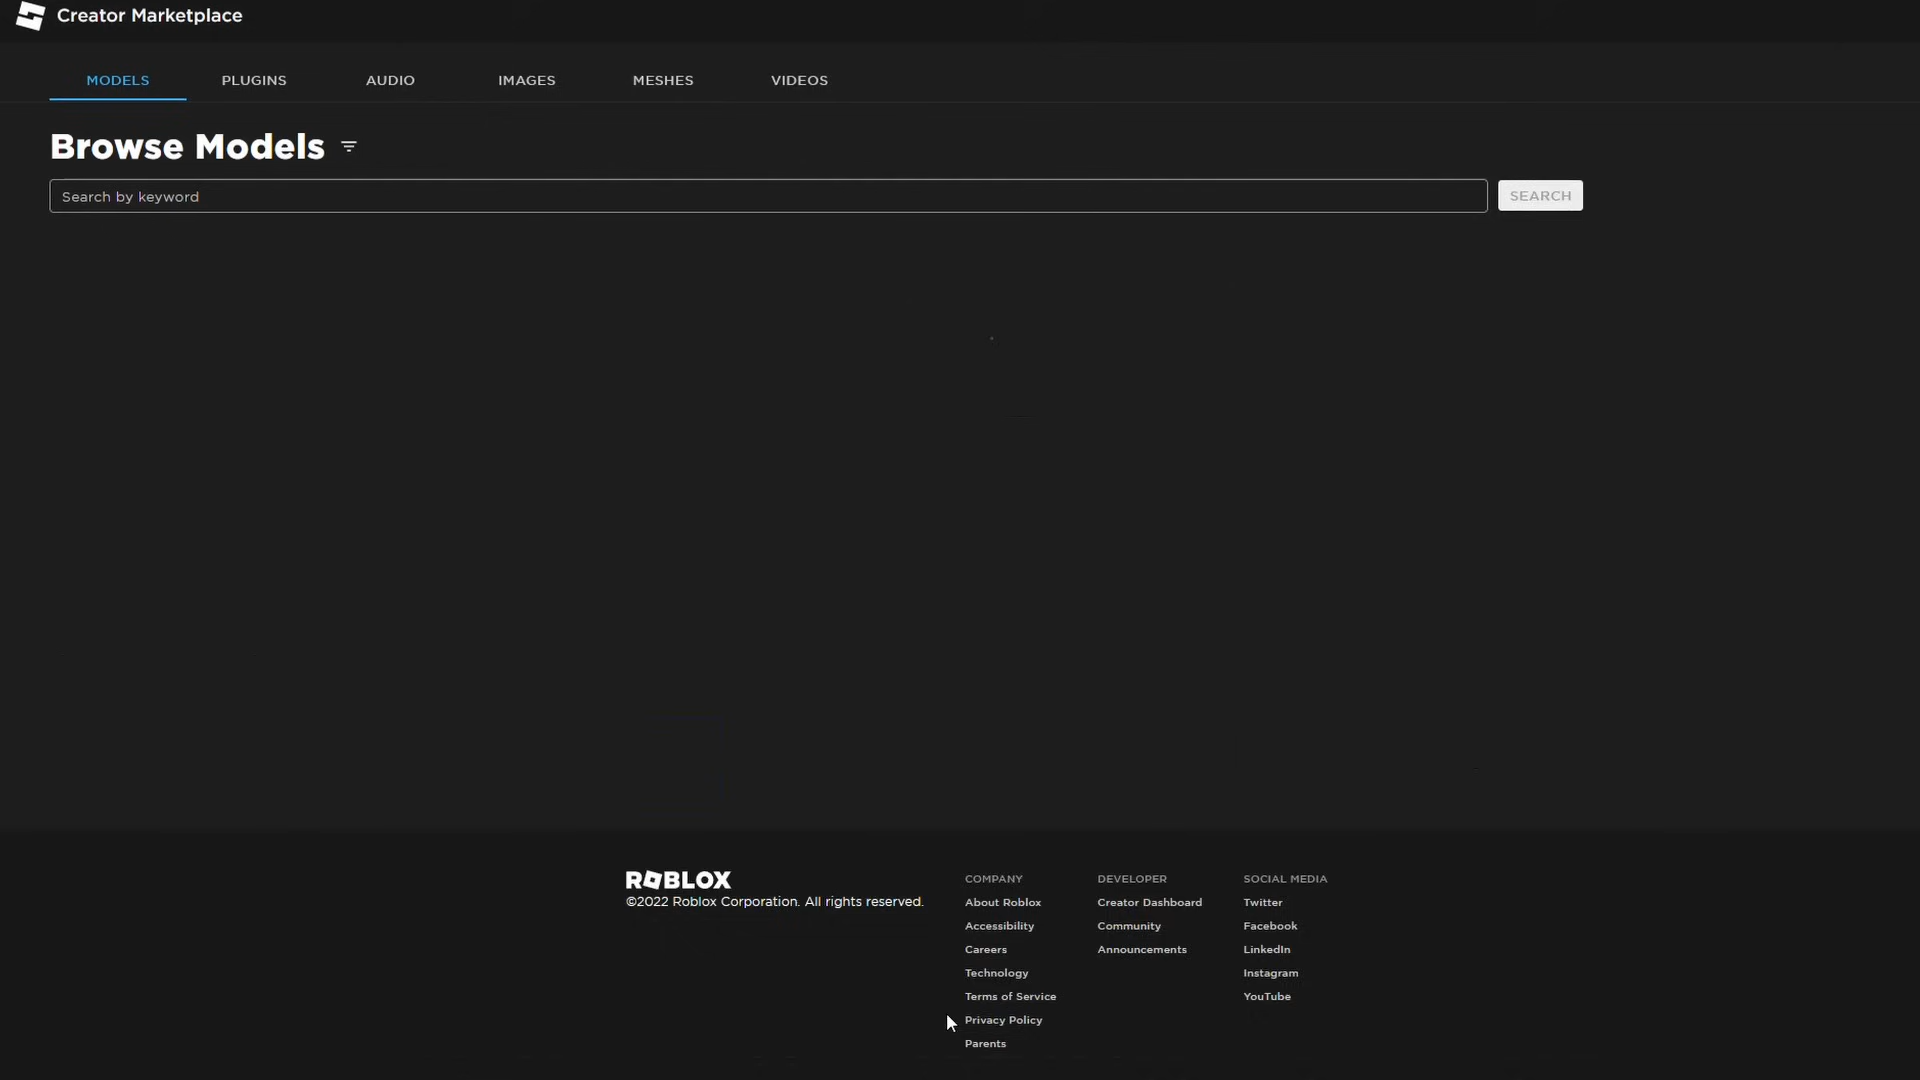 Creator Marketplace
MODELS PLUGINS AUDIO IMAGES MESHES VIDEOS
Browse Models
Search by keyword
SEARCH
ROBLOX
©2022 Roblox Corporation. All rights reserved.
COMPANY
About Roblox
Accessibility
Careers
Technology
Terms of Service
Privacy Policy
Parents
DEVELOPER
Creator Dashboard
Community
Announcements
SOCIAL MEDIA
Twitter
Facebook
LinkedIn
Instagram
YouTube